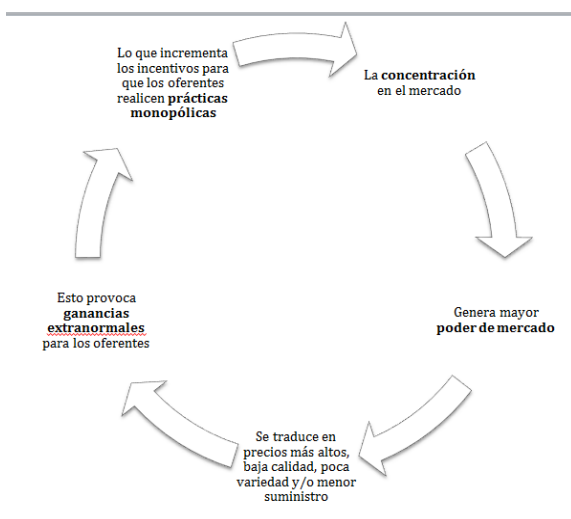 La concentración
en el mercado
Genera mayor
poder de mercado
Se traduce en
precios más altos,
baja calidad, poca
variedad y/o menor
suministro
Esto provoca
ganancias
extranormales
para los oferentes
Lo que incrementa
los incentivos para
que los oferentes
realicen prácticas
monopólicas